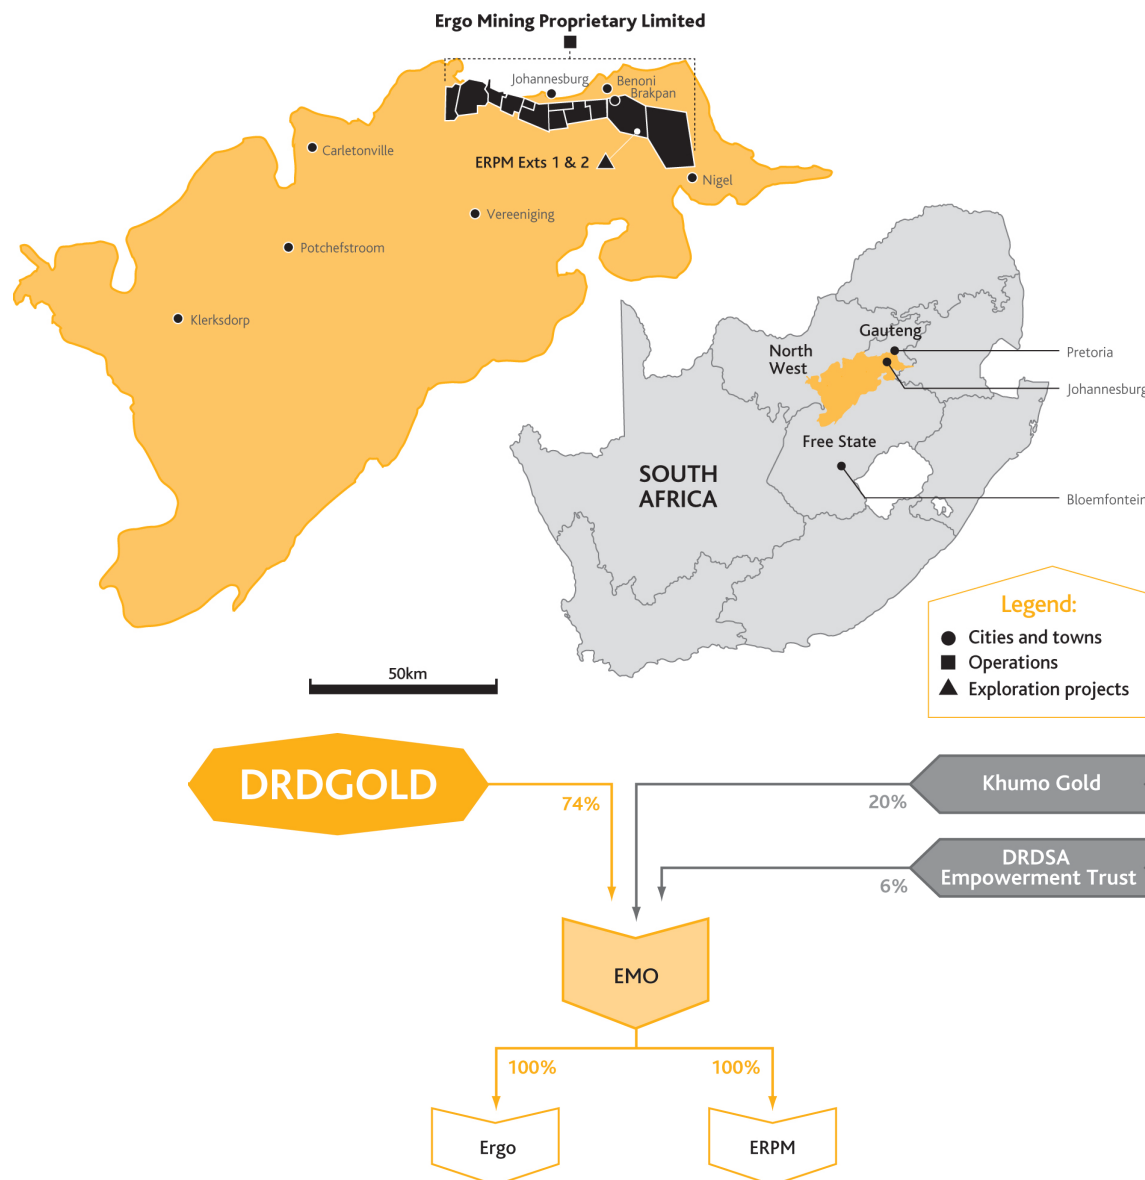 Ergo Mining Proprietary Limited
Johannesburg
Benoni
Brakpan
Carletonville
ERPM Exts 1 & 2
Nigel
Vereeniging
Potchefstroom
Klerksdorp
Gauteng
North
West
Pretoria
Johannesburg
Free State
SOUTH
AFRICA
Bloemfontein
Legend:
Cities and towns
Operations
Exploration projects
50km
DRDGOLD
74%
Khumo Gold
20%
DRDSA
Empowerment Trust
6%
EMO
100%
100%
Ergo
ERPM